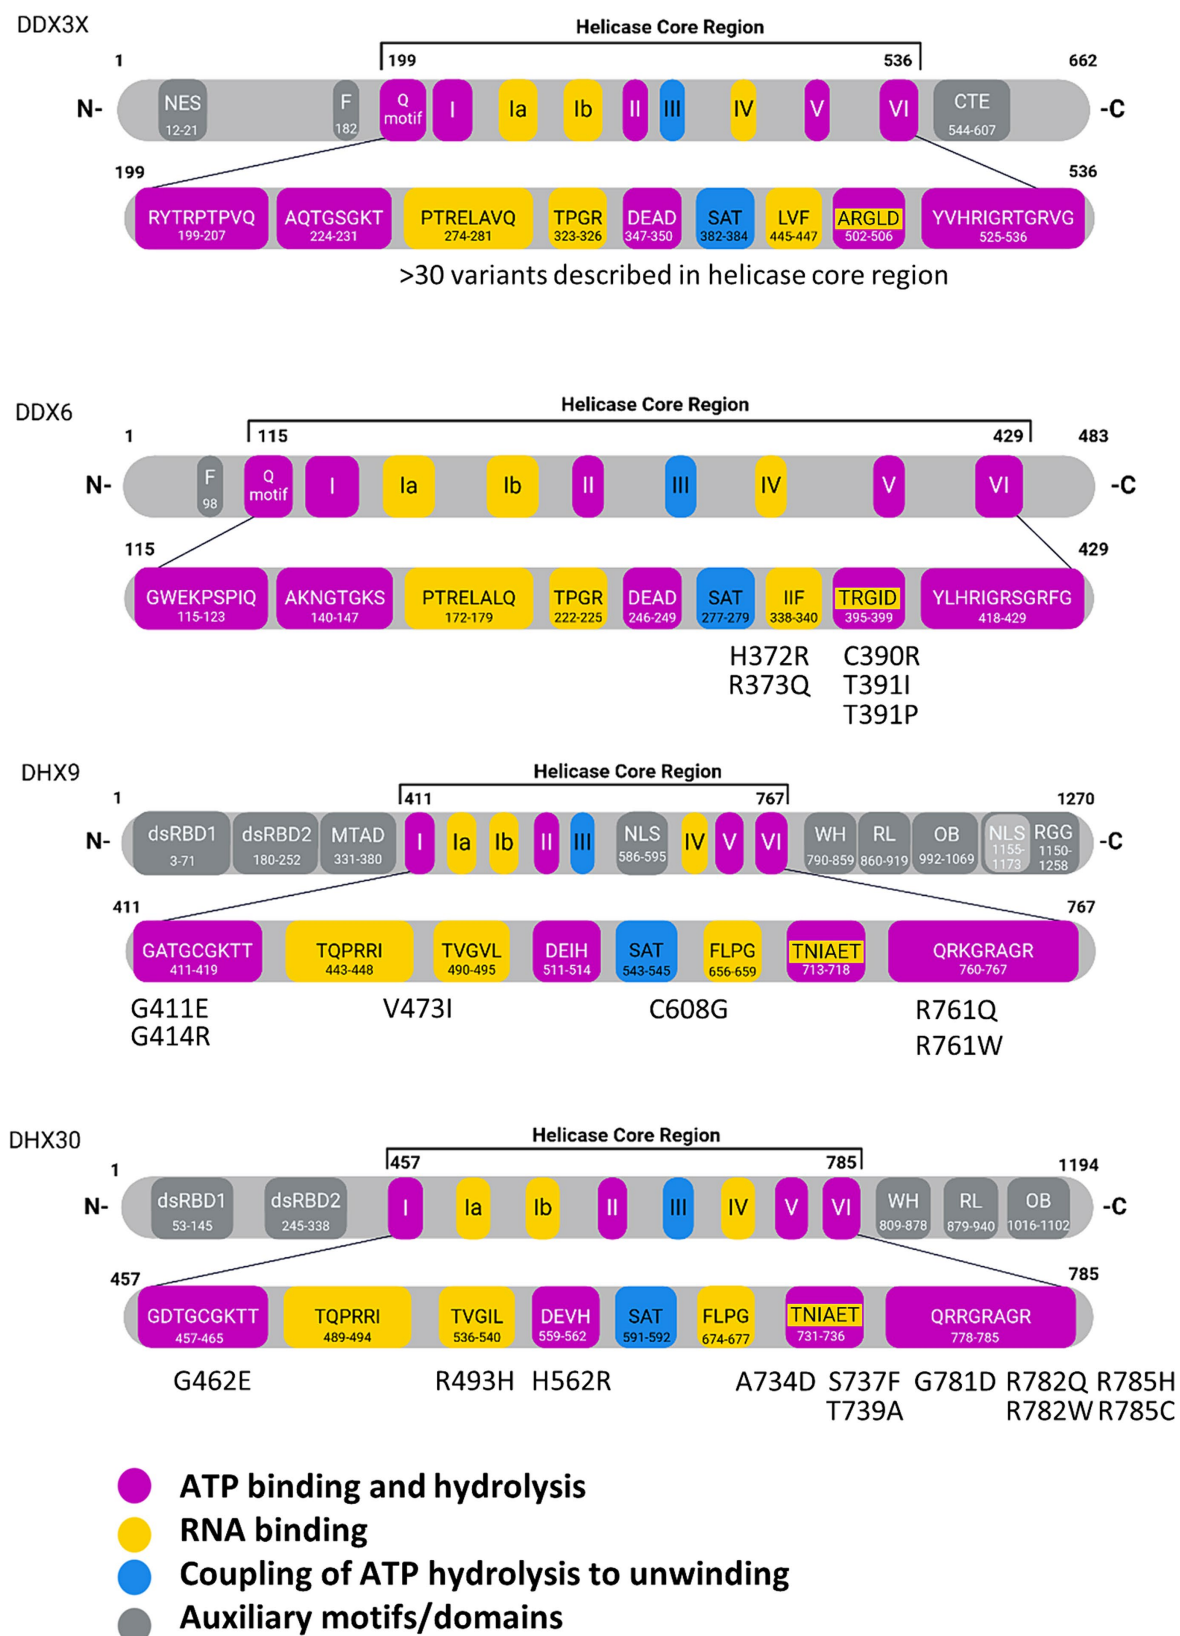 DDX3X
Helicase Core Region
1 199 536 662
N- NES F Q I Ia Ib II III IV V VI CTE -C
12-21 182 motif 544-607
199 536
RYTRPTPVQ AQTGSGKT PTRELAVQ TPGR DEAD SAT LVF ARGLD YVHRIGRTGRVG
199-207 224-231 274-281 323-326 347-350 382-384 445-447 502-506 525-536
>30 variants described in helicase core region
DDX6
Helicase Core Region
1 115 429 483
N- F Q I Ia Ib II III IV V VI -C
98 motif
115 429
GWEKPSPIQ AKNGTGKS PTRELALQ TPGR DEAD SAT IIF TRGID YLHRIGRSGRFG
115-123 140-147 172-179 222-225 246-249 277-279 338-340 395-399 418-429
H372R C390R
R373Q T391I
T391P
DHX9
Helicase Core Region
1 411 767 1270
N- dsRBD1 dsRBD2 MTAD I Ia Ib II III NLS IV V VI WH RL OB NLS RGG -C
3-71 180-252 331-380 586-595 790-859 860-919 992-1069 1155- 1150-
1173 1258
411 767
GATGCGKTT TQPRRI TVGVL DEIH SAT FLPG TNIAET QRKGRAGR
411-419 443-448 490-495 511-514 543-545 656-659 713-718 760-767
G411E V473I C608G R761Q
G414R R761W
DHX30
Helicase Core Region
1 457 785 1194
N- dsRBD1 dsRBD2 I Ia Ib II III IV V VI WH RL OB -C
53-145 245-338 809-878 879-940 1016-1102
457 785
GDTGCGKTT TQPRRI TVGIL DEVH SAT FLPG TNIAET QRRGRAGR
457-465 489-494 536-540 559-562 591-592 674-677 731-736 778-785
G462E R493H H562R A734D S737F G781D R782Q R785H
T739A R782W R785C
ATP binding and hydrolysis
RNA binding
Coupling of ATP hydrolysis to unwinding
Auxiliary motifs/domains